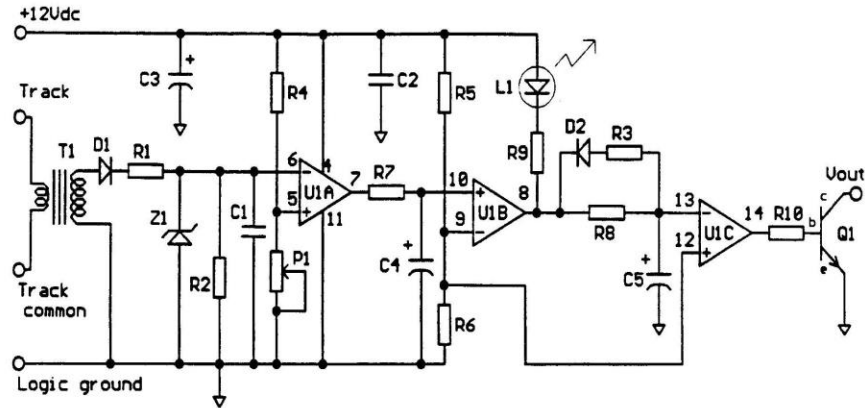 +12Vdc
Track
T1
D1
R1
Z1
R2
C1
C3
+
R4
6
5
4
7
11
U1A
-
+
P1
C2
R7
C4
+
R5
R6
10
9
8
U1B
+
-
L1
R9
D2
R3
R8
C5
+
13
12
14
U1C
-
+
R10
Vout
c
b
e
Q1
Track
common
Logic ground